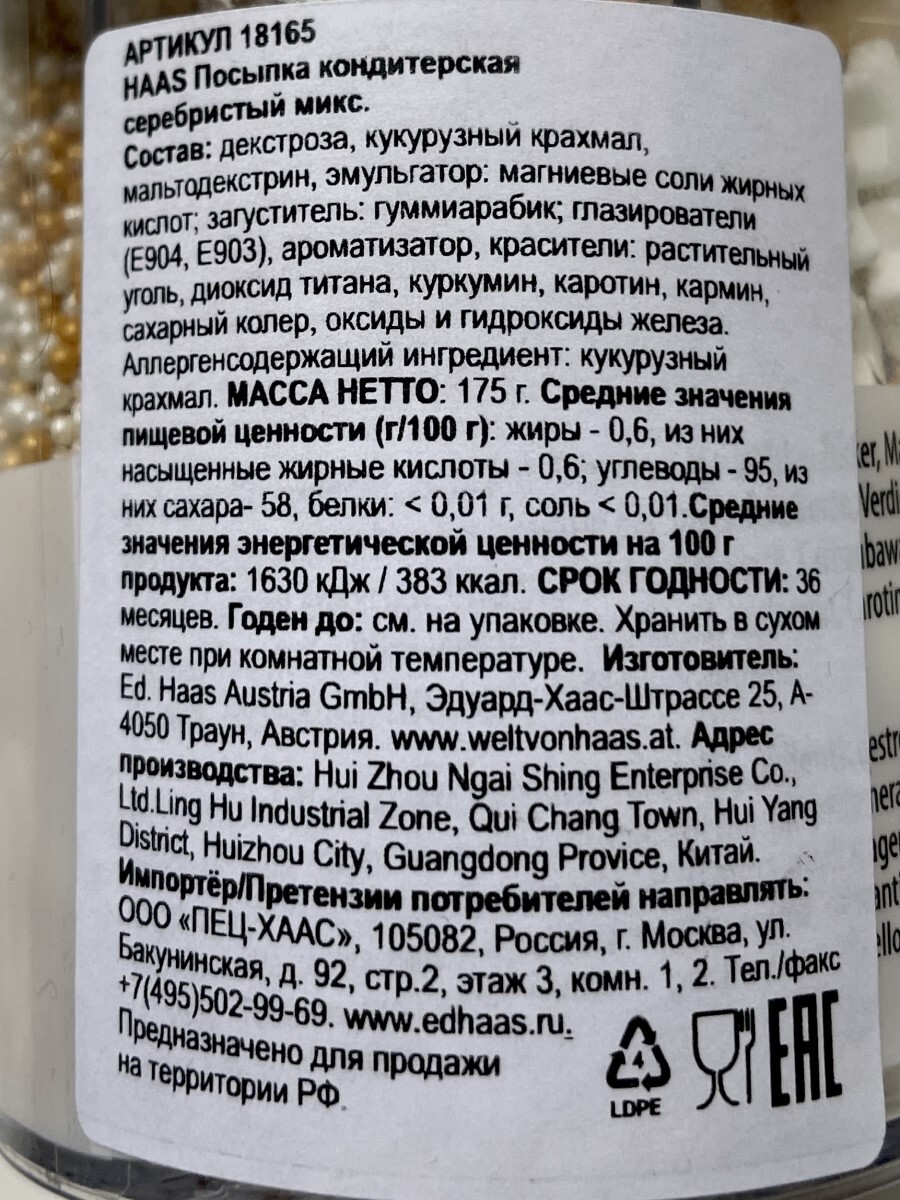 АРТИКУЛ 18165
HAAS Посыпка кондитерская
серебристый микс.
Состав: декстроза, кукурузный крахмал,
мальтодекстрин, эмульгатор: магниевые соли жирных
кислот; загуститель: гуммиарабик; глазирователи
(Е904, Е903), ароматизатор, красители: растительный
уголь, диоксид титана, куркумин, каротин, кармин,
сахарный колер, оксиды и гидроксиды железа.
Аллергенсодержащий ингредиент: кукурузный
крахмал. МАССА НЕТТО: 175 г. Средние значения
пищевой ценности (г/100 г): жиры - 0,6, из них
насыщенные жирные кислоты - 0,6; углеводы - 95, из
них сахара- 58, белки: < 0,01 г, соль < 0,01.Средние
значения энергетической ценности на 100 г
продукта: 1630 кДж / 383 ккал. СРОК ГОДНОСТИ: 36
месяцев. Годен до: см. на упаковке. Хранить в сухом
месте при комнатной температуре. Изготовитель:
Ed. Haas Austria GmbH, Эдуард-Хаас-Штрассе 25, А-
4050 Траун, Австрия. www.weltvonhaas.at. Адрес
производства: Hui Zhou Ngai Shing Enterprise Co.,
Ltd.Ling Hu Industrial Zone, Qui Chang Town, Hui Yang
District, Huizhou City, Guangdong Provice, Китай.
Импортёр/Претензии потребителей направлять:
ООО «ПЕЦ-ХААС», 105082, Россия, г. Москва, ул.
Бакунинская, д. 92, стр.2, этаж 3, комн. 1, 2. Тел./факс
+7(495)502-99-69. www.edhaas.ru.
Предназначено для продажи
на территории РФ
4
LDPE
EAC